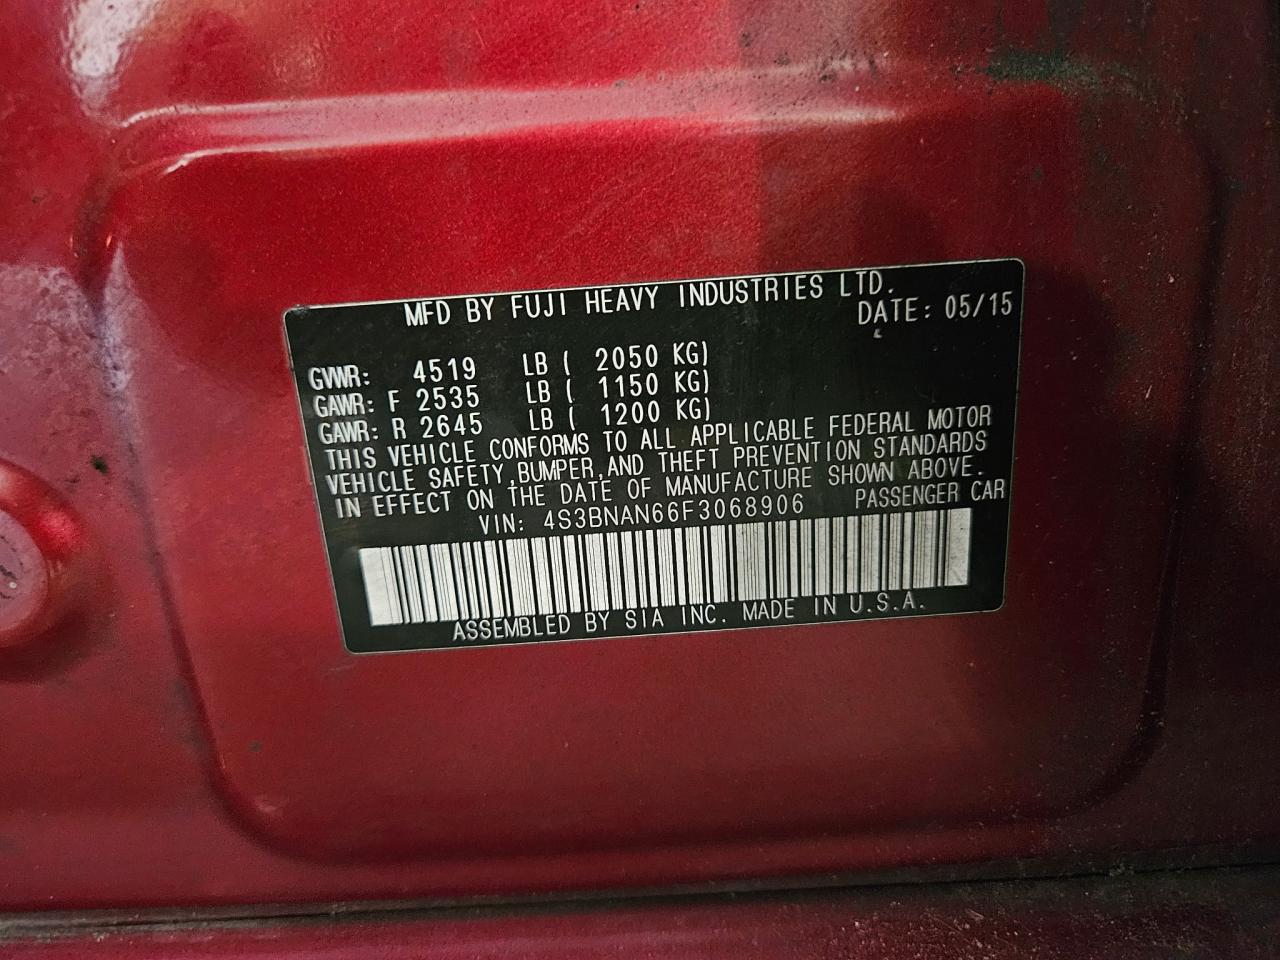 MFD BY FUJI HEAVY INDUSTRIES LTD.
DATE: 05/15
GVWR: 4519 LB ( 2050 KG)
GAWR: F 2535 LB ( 1150 KG)
GAWR: R 2645 LB ( 1200 KG)
THIS VEHICLE CONFORMS TO ALL APPLICABLE FEDERAL MOTOR
VEHICLE SAFETY,BUMPER,AND THEFT PREVENTION STANDARDS
IN EFFECT ON THE DATE OF MANUFACTURE SHOWN ABOVE.
VIN: 4S3BNAN66F3068906 PASSENGER CAR
ASSEMBLED BY SIA INC. MADE IN U.S.A.